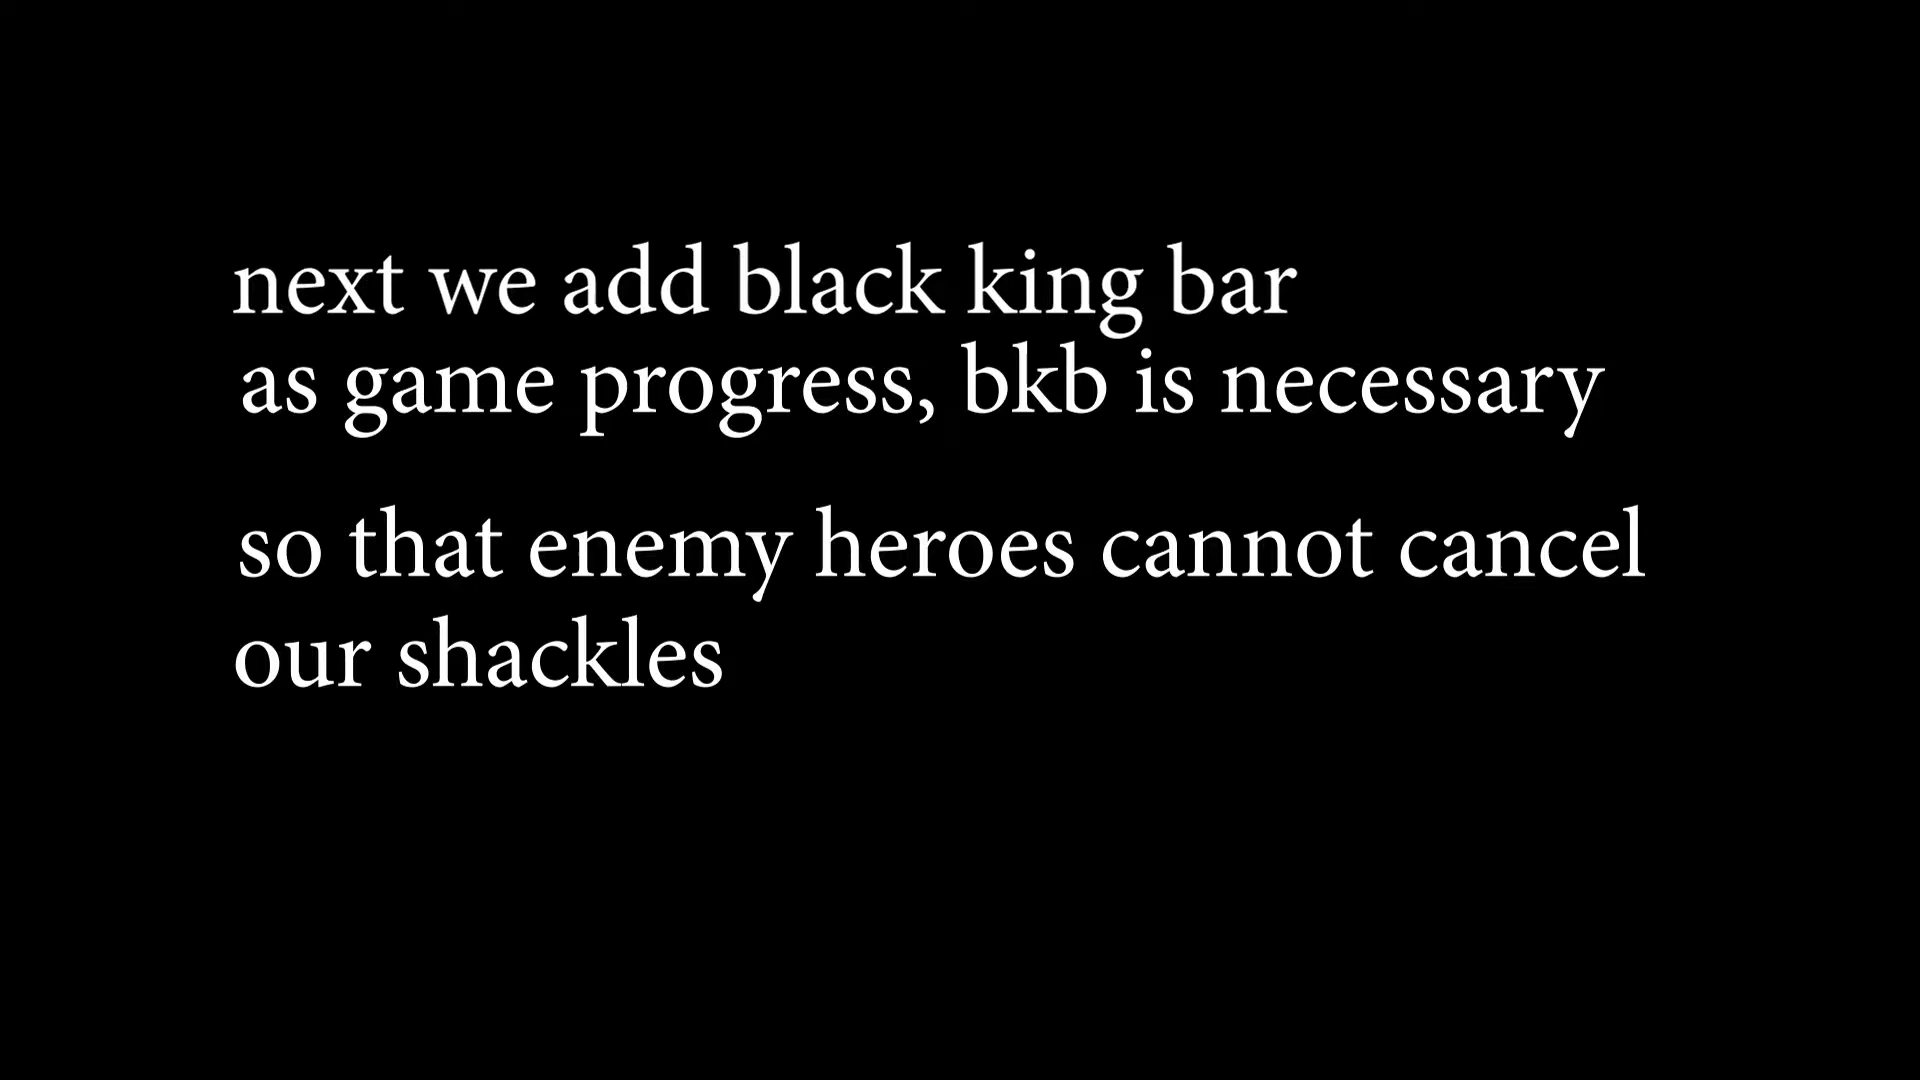 next we add black king bar
as game progress, bkb is necessary
so that enemy heroes cannot cancel
our shackles